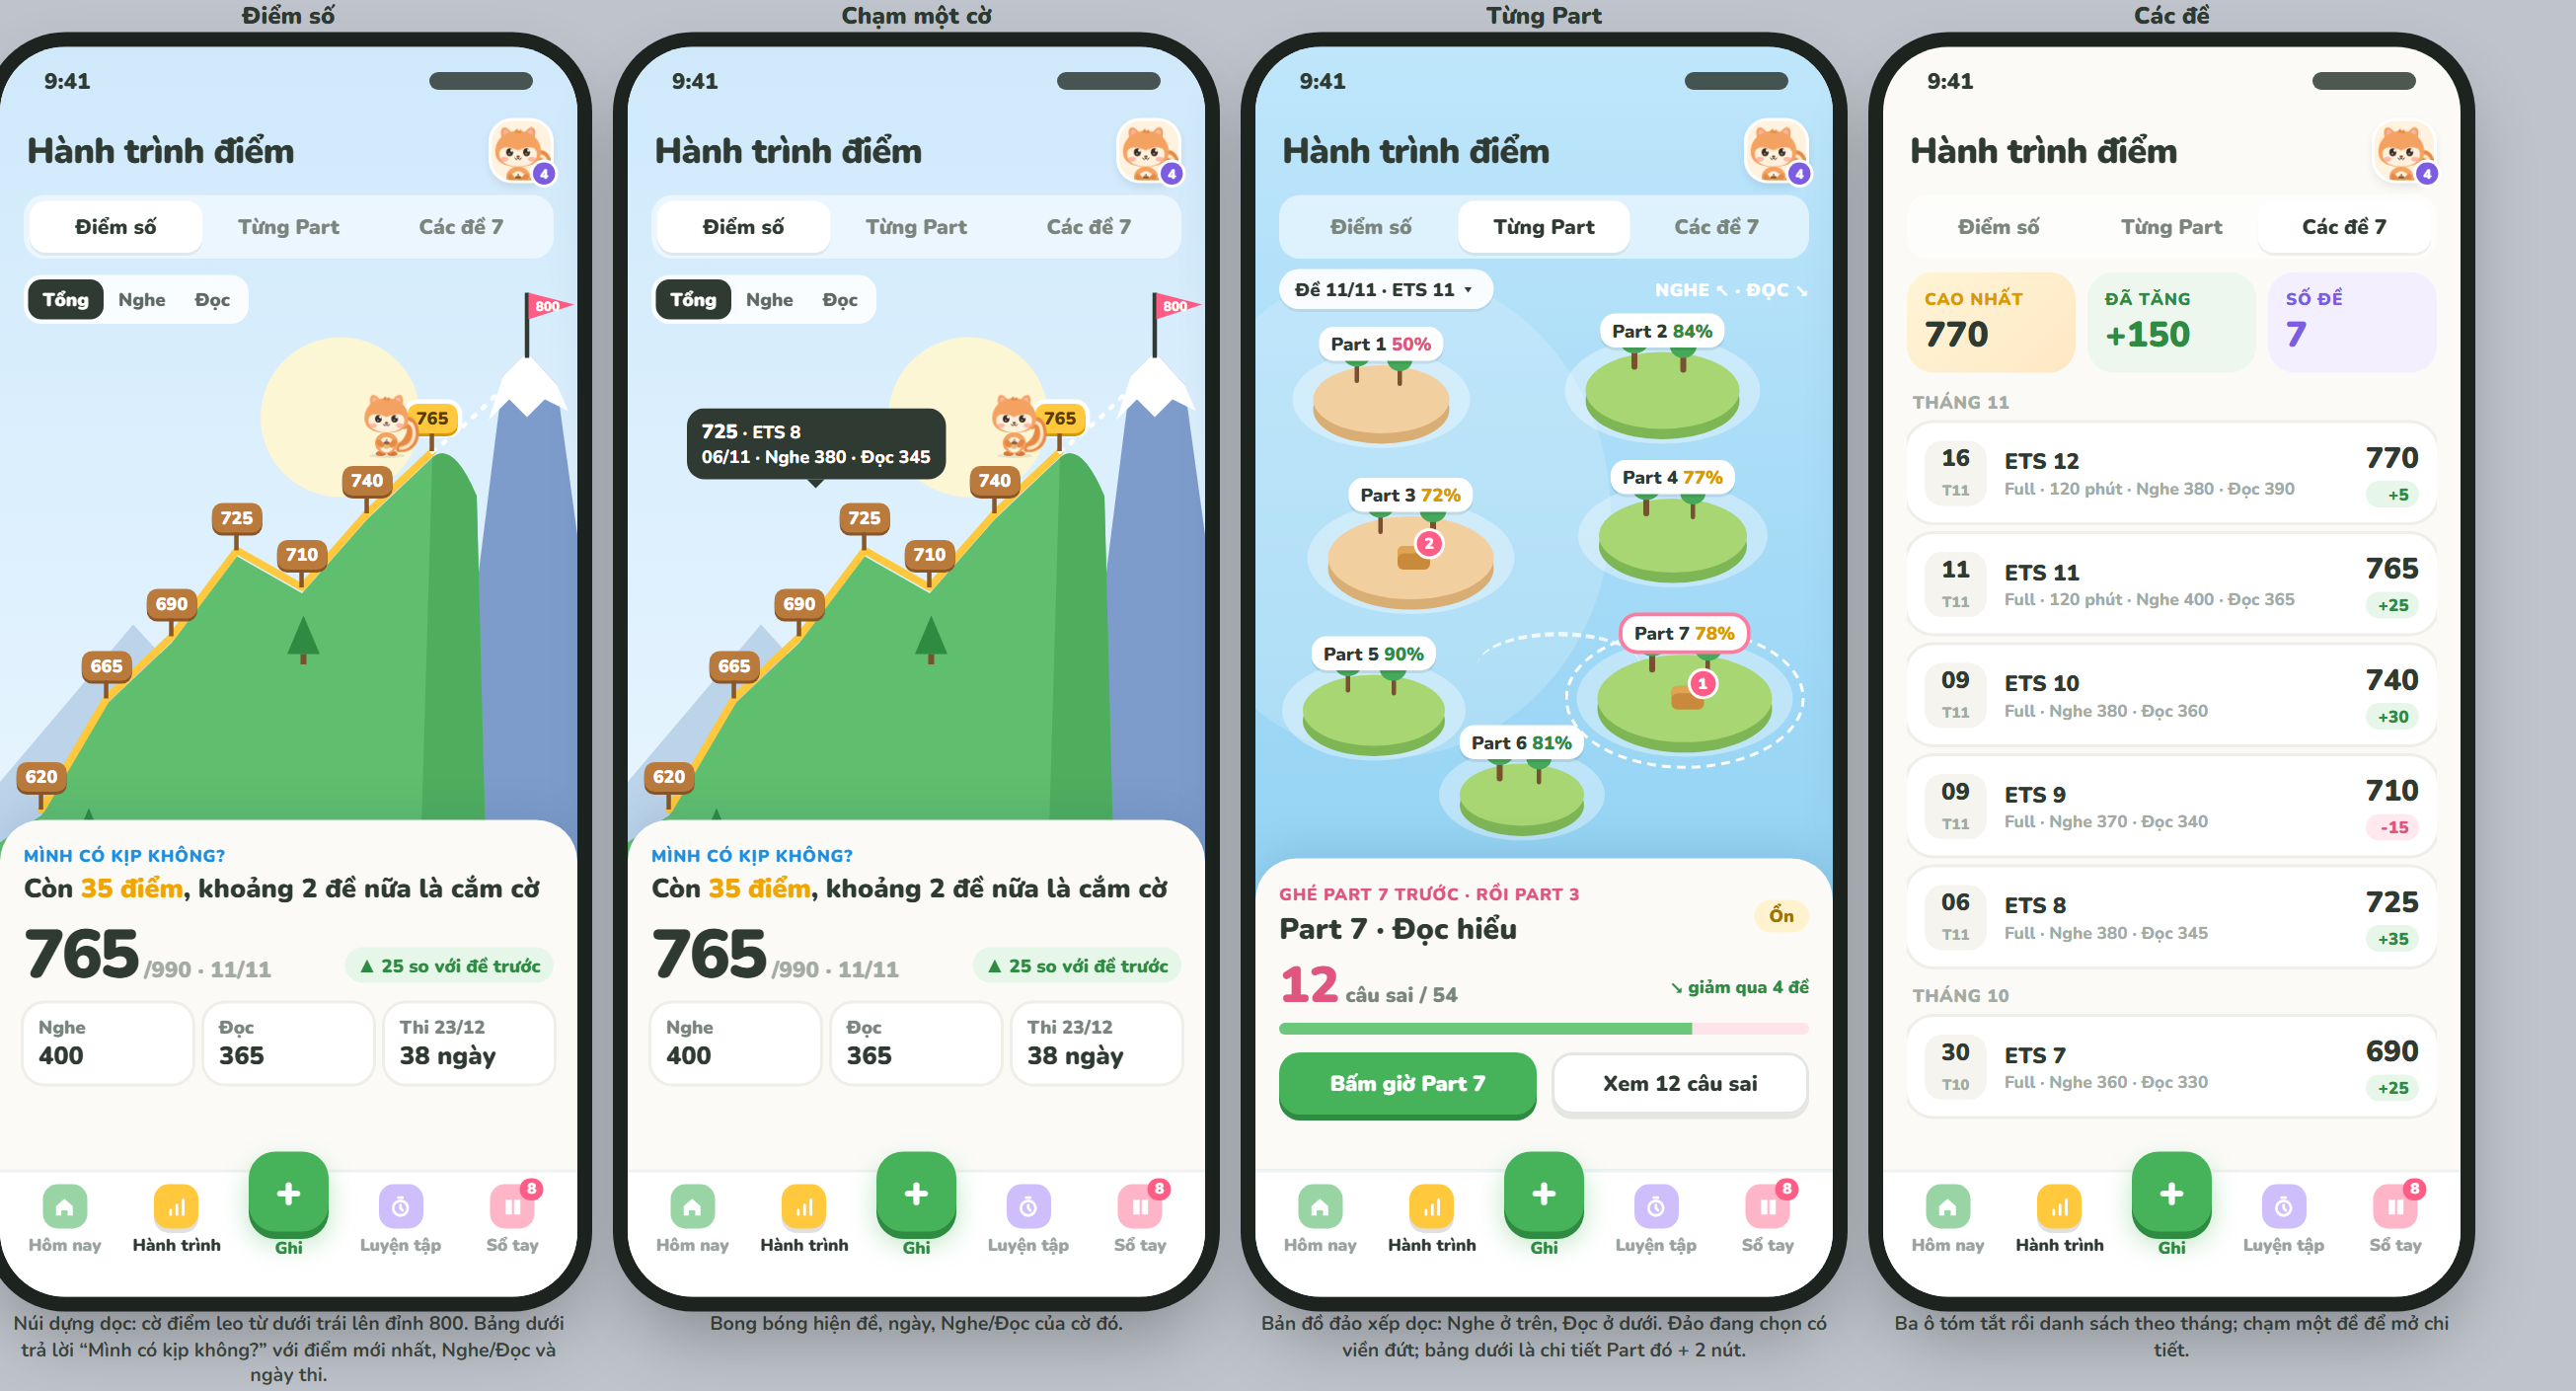 Điểm số
9:41
Hành trình điểm
4
Điểm số
Từng Part
Các đề 7
Tổng
Nghe
Đọc
800
765
740
725
710
690
665
620
MÌNH CÓ KỊP KHÔNG?
Còn 35 điểm, khoảng 2 đề nữa là cắm cờ
765 /990 · 11/11
▲ 25 so với đề trước
Nghe
400
Đọc
365
Thi 23/12
38 ngày
Hôm nay
Hành trình
+
Ghi
Luyện tập
8
Sổ tay
Núi dựng dọc: cờ điểm leo từ dưới trái lên đỉnh 800. Bảng dưới
trả lời “Mình có kịp không?” với điểm mới nhất, Nghe/Đọc và
ngày thi.
Chạm một cờ
9:41
Hành trình điểm
4
Điểm số
Từng Part
Các đề 7
Tổng
Nghe
Đọc
800
765
725 · ETS 8
06/11 · Nghe 380 · Đọc 345
740
725
710
690
665
620
MÌNH CÓ KỊP KHÔNG?
Còn 35 điểm, khoảng 2 đề nữa là cắm cờ
765 /990 · 11/11
▲ 25 so với đề trước
Nghe
400
Đọc
365
Thi 23/12
38 ngày
Hôm nay
Hành trình
+
Ghi
Luyện tập
8
Sổ tay
Bong bóng hiện đề, ngày, Nghe/Đọc của cờ đó.
Từng Part
9:41
Hành trình điểm
4
Điểm số
Từng Part
Các đề 7
Đề 11/11 · ETS 11 ▾
NGHE ↖ · ĐỌC ↘
Part 1 50%
Part 2 84%
Part 3 72%
2
Part 4 77%
Part 5 90%
Part 7 78%
1
Part 6 81%
GHÉ PART 7 TRƯỚC · RỒI PART 3
Part 7 · Đọc hiểu
Ổn
12 câu sai / 54
↘ giảm qua 4 đề
Bấm giờ Part 7
Xem 12 câu sai
Hôm nay
Hành trình
+
Ghi
Luyện tập
8
Sổ tay
Bản đồ đảo xếp dọc: Nghe ở trên, Đọc ở dưới. Đảo đang chọn có
viền đứt; bảng dưới là chi tiết Part đó + 2 nút.
Các đề
9:41
Hành trình điểm
4
Điểm số
Từng Part
Các đề 7
CAO NHẤT
770
ĐÃ TĂNG
+150
SỐ ĐỀ
7
THÁNG 11
16
T11
ETS 12
Full · 120 phút · Nghe 380 · Đọc 390
770
+5
11
T11
ETS 11
Full · 120 phút · Nghe 400 · Đọc 365
765
+25
09
T11
ETS 10
Full · Nghe 380 · Đọc 360
740
+30
09
T11
ETS 9
Full · Nghe 370 · Đọc 340
710
-15
06
T11
ETS 8
Full · Nghe 380 · Đọc 345
725
+35
THÁNG 10
30
T10
ETS 7
Full · Nghe 360 · Đọc 330
690
+25
Hôm nay
Hành trình
+
Ghi
Luyện tập
8
Sổ tay
Ba ô tóm tắt rồi danh sách theo tháng; chạm một đề để mở chi
tiết.